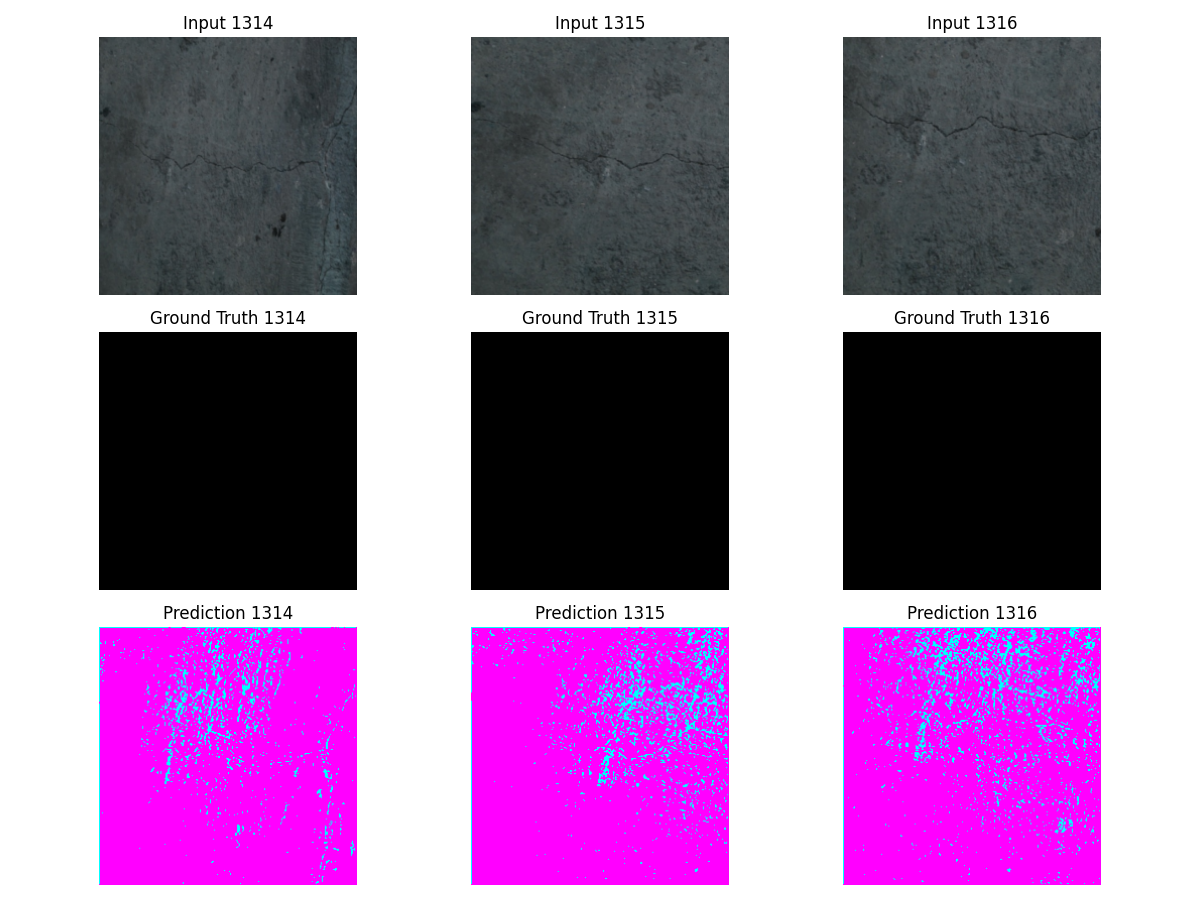 Input 1314
Input 1315
Input 1316
Ground Truth 1314
Ground Truth 1315
Ground Truth 1316
Prediction 1314
Prediction 1315
Prediction 1316